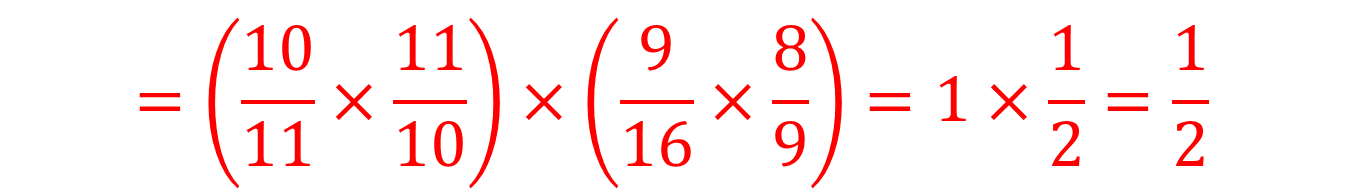 = (10/11 × 11/10) × (9/16 × 8/9) = 1 × 1/2 = 1/2